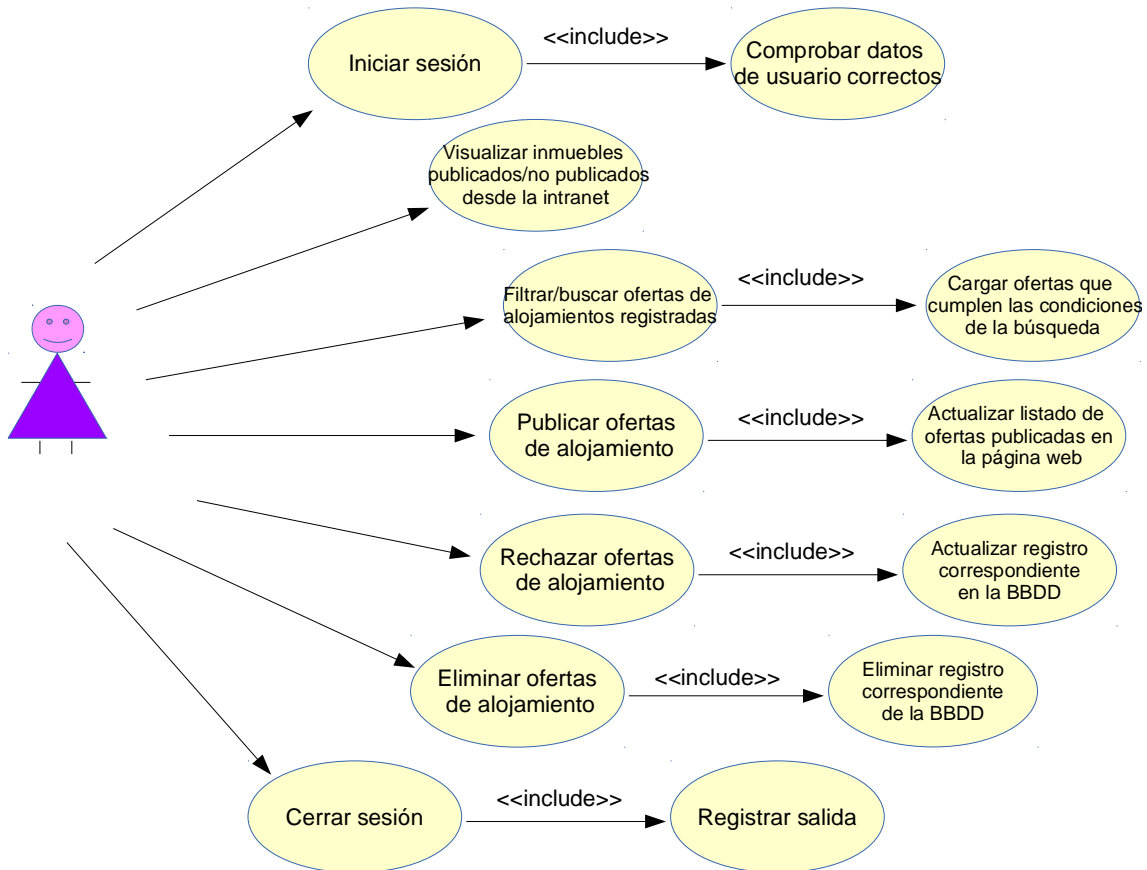 Iniciar sesión
<<include>>
Comprobar datos
de usuario correctos
Visualizar inmuebles
publicados/no publicados
desde la intranet
Filtrar/buscar ofertas de
alojamientos registradas
<<include>>
Cargar ofertas que
cumplen las condiciones
de la búsqueda
Publicar ofertas
de alojamiento
<<include>>
Actualizar listado de
ofertas publicadas en
la página web
Rechazar ofertas
de alojamiento
<<include>>
Actualizar registro
correspondiente
en la BBDD
Eliminar ofertas
de alojamiento
<<include>>
Eliminar registro
correspondiente
de la BBDD
Cerrar sesión
<<include>>
Registrar salida